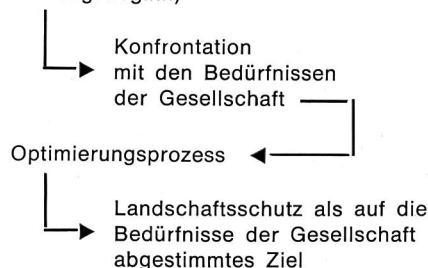 Konfrontation
mit den Bedürfnissen
der Gesellschaft
Optimierungsprozess
Landschaftsschutz als auf die
Bedürfnisse der Gesellschaft
abgestimmtes Ziel